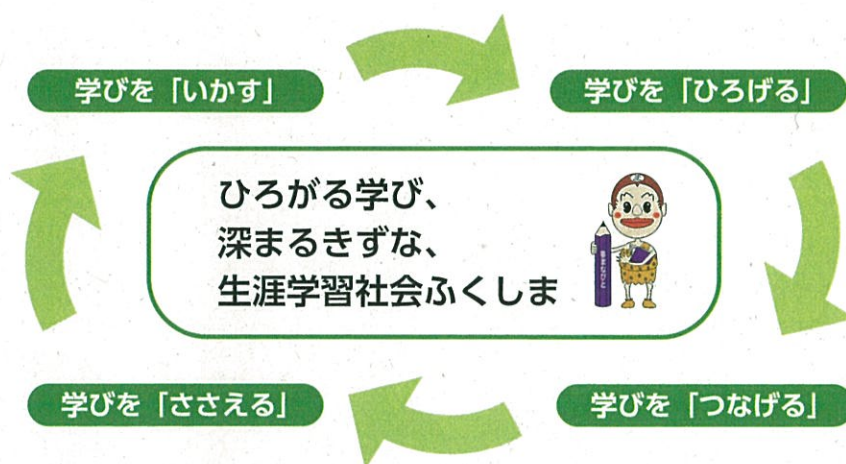 学びを「いかす」
学びを「ひろげる」
ひろがる学び、
深まるきずな、
生涯学習社会ふくしま
学びを「ささえる」
学びを「つなげる」